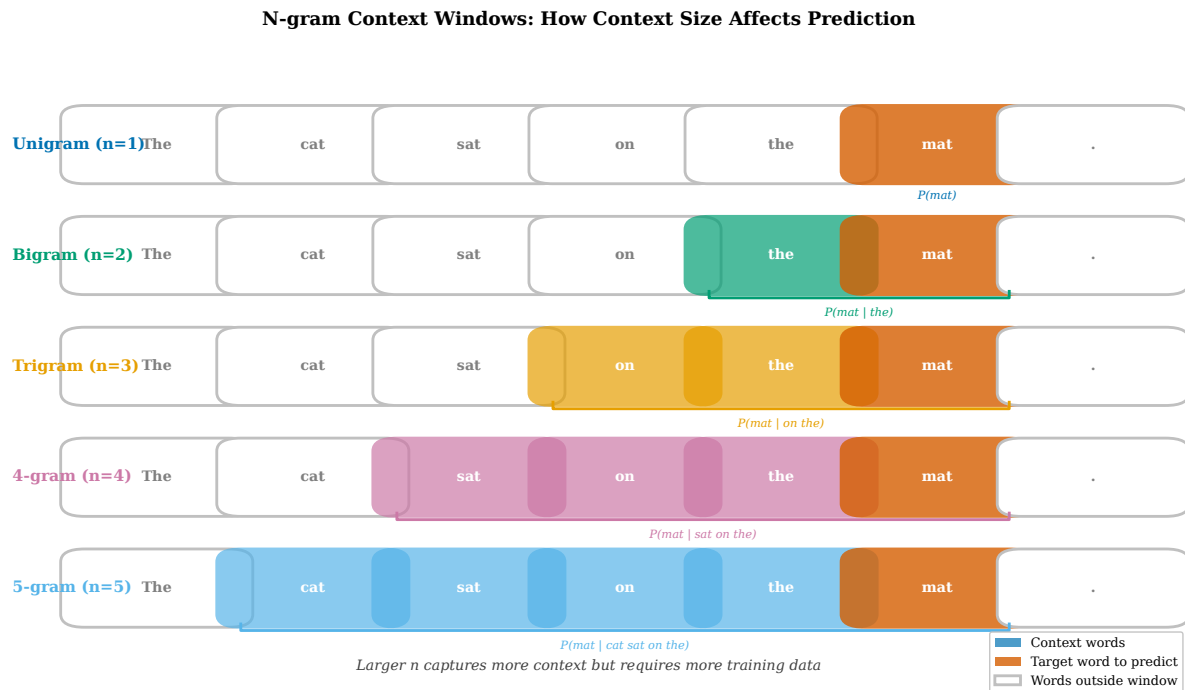 N-gram Context Windows: How Context Size Affects Prediction
Unigram (n=1) The cat sat on the mat .
P(mat)
Bigram (n=2) The cat sat on the mat .
P(mat | the)
Trigram (n=3) The cat sat on the mat .
P(mat | on the)
4-gram (n=4) The cat sat on the mat .
P(mat | sat on the)
5-gram (n=5) The cat sat on the mat .
P(mat | cat sat on the)
Larger n captures more context but requires more training data
Context words
Target word to predict
Words outside window